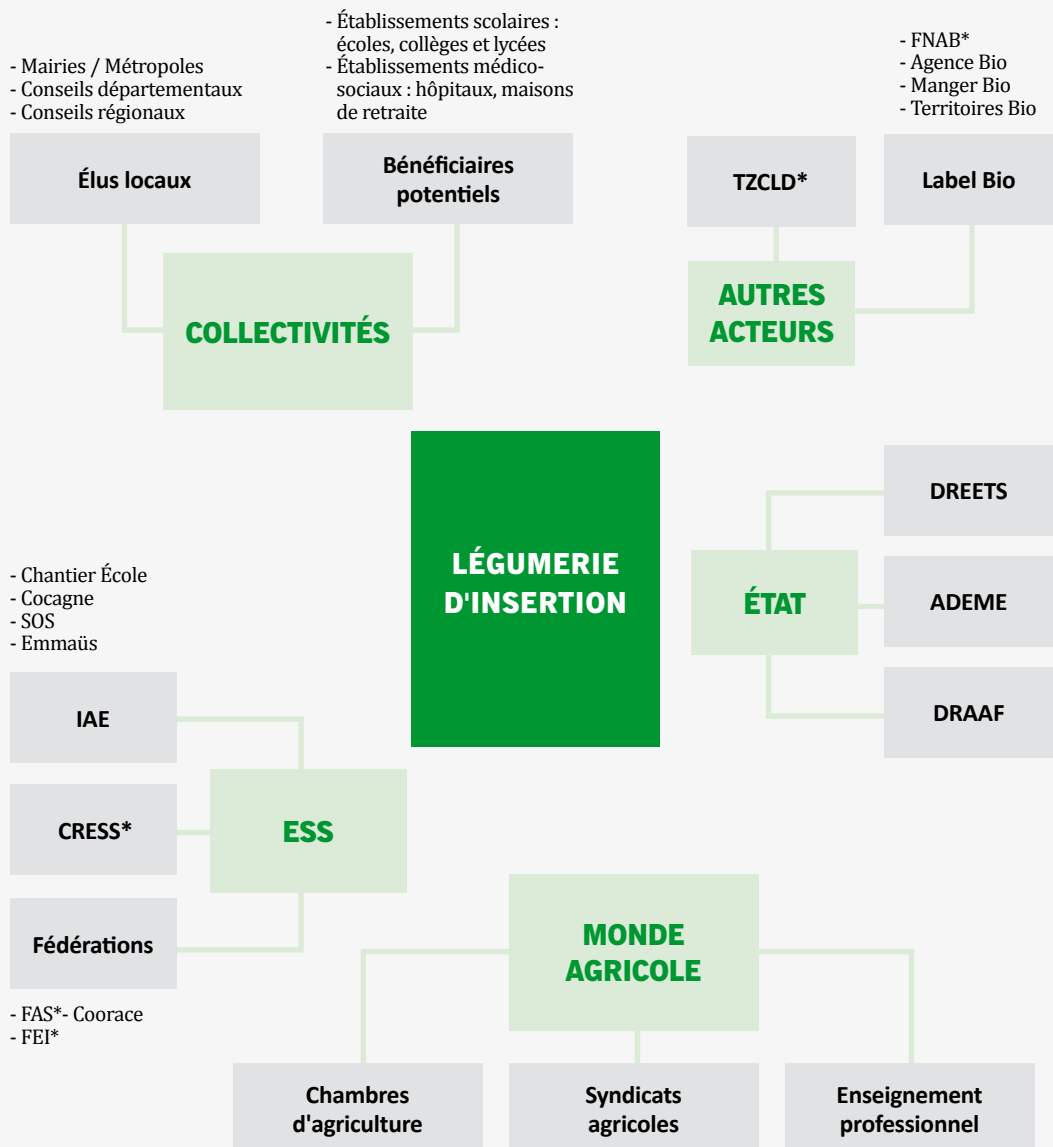 - Mairies / Métropoles
- Conseils départementaux
- Conseils régionaux
Élus locaux
- Établissements scolaires :
écoles, collèges et lycées
- Établissements médico-
sociaux : hôpitaux, maisons
de retraite
Bénéficiaires
potentiels
COLLECTIVITÉS
TZCLD*
- FNAB*
- Agence Bio
- Manger Bio
- Territoires Bio
Label Bio
AUTRES
ACTEURS
LÉGUMERIE
D'INSERTION
DREETS
ÉTAT
ADEME
DRAAF
- Chantier École
- Cocagne
- SOS
- Emmaüs
IAE
CRESS*
ESS
Fédérations
- FAS*- Coorace
- FEI*
MONDE
AGRICOLE
Chambres
d'agriculture
Syndicats
agricoles
Enseignement
professionnel